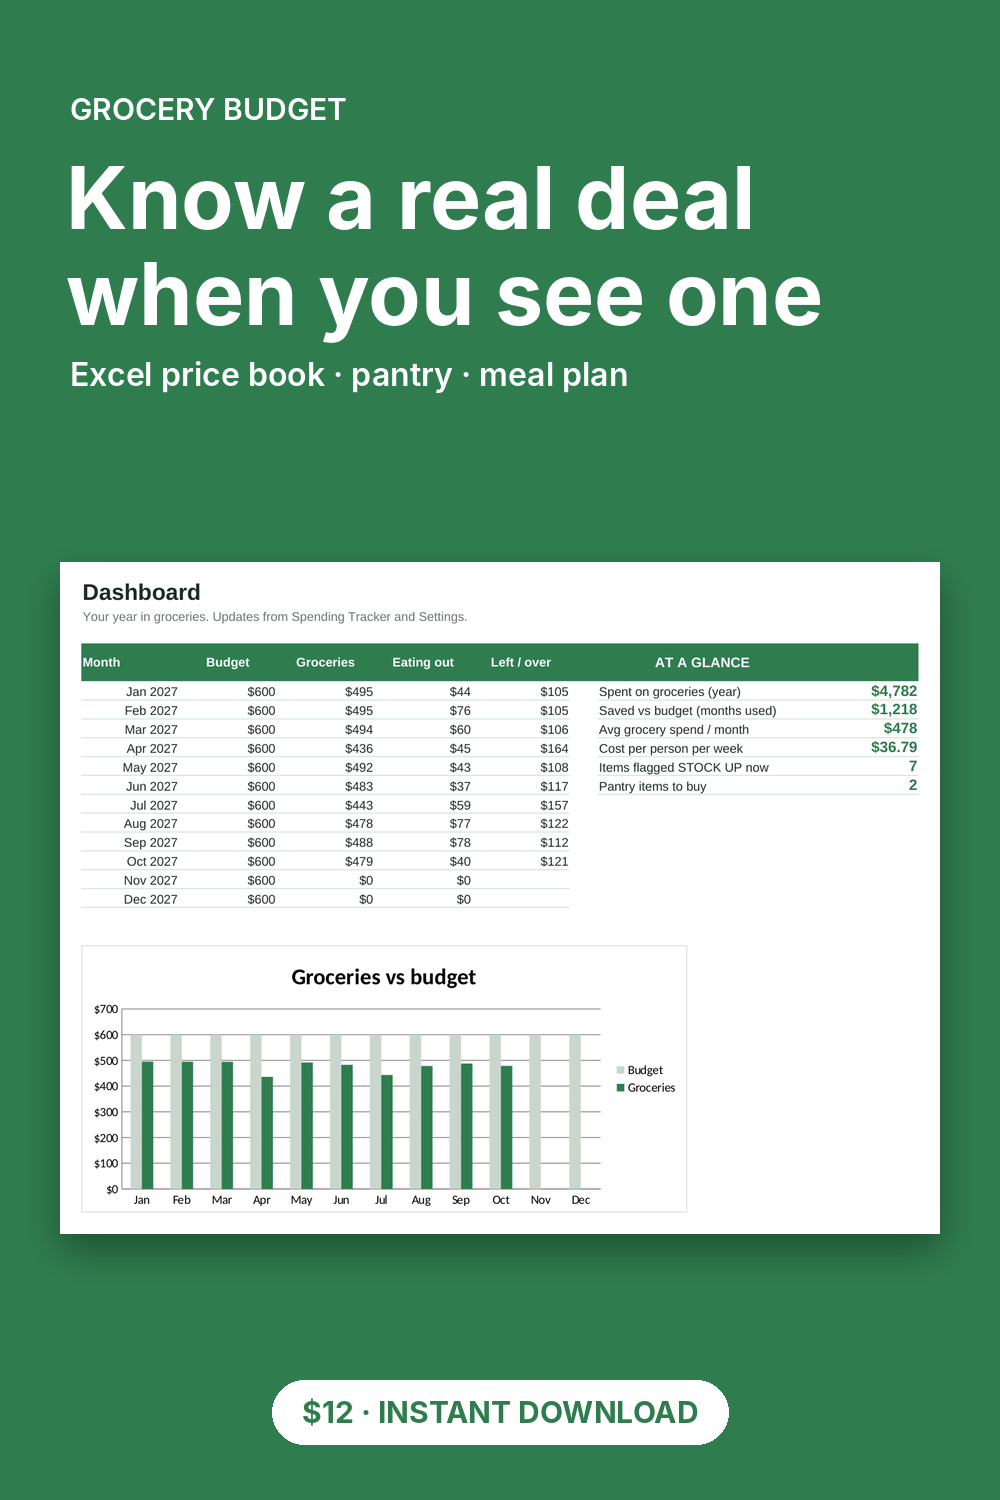 GROCERY BUDGET
Know a real deal
when you see one
Excel price book · pantry · meal plan
Dashboard
Your year in groceries. Updates from Spending Tracker and Settings.
Month Budget Groceries Eating out Left / over AT A GLANCE
Jan 2027 $600 $495 $44 $105 Spent on groceries (year) $4,782
Feb 2027 $600 $495 $76 $105 Saved vs budget (months used) $1,218
Mar 2027 $600 $494 $60 $106 Avg grocery spend / month $478
Apr 2027 $600 $436 $45 $164 Cost per person per week $36.79
May 2027 $600 $492 $43 $108 Items flagged STOCK UP now 7
Jun 2027 $600 $483 $37 $117 Pantry items to buy 2
Jul 2027 $600 $443 $59 $157
Aug 2027 $600 $478 $77 $122
Sep 2027 $600 $488 $78 $112
Oct 2027 $600 $479 $40 $121
Nov 2027 $600 $0 $0
Dec 2027 $600 $0 $0
Groceries vs budget
$700
$600
$500
$400
$300
$200
$100
$0
Jan Feb Mar Apr May Jun Jul Aug Sep Oct Nov Dec
Budget
Groceries
$12 · INSTANT DOWNLOAD